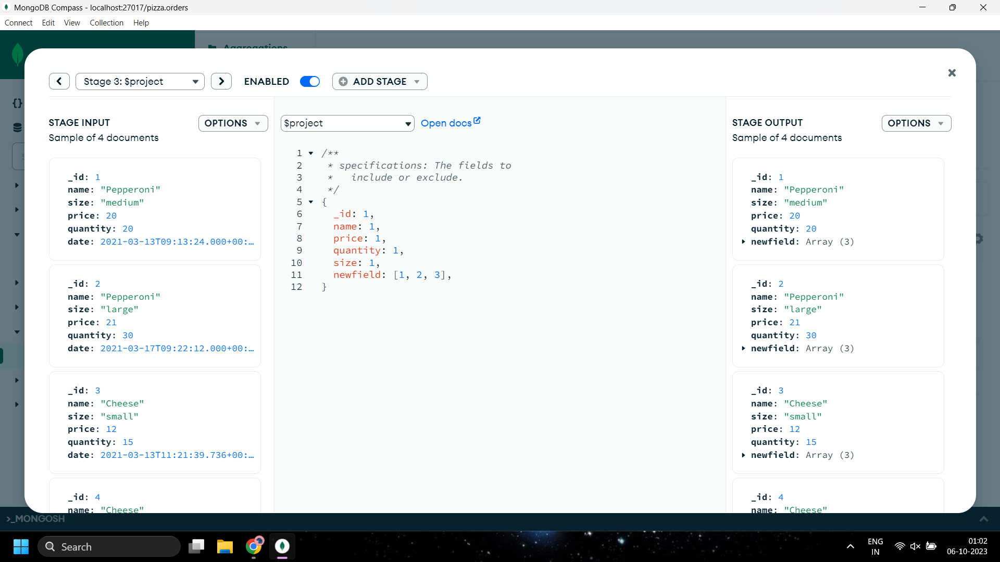 MongoDB Compass - localhost:27017/pizza.orders
Connect Edit View Collection Help
Aggregations
Stage 3: $project
ENABLED
ADD STAGE
STAGE INPUT
OPTIONS
Sample of 4 documents
_id: 1
name: "Pepperoni"
size: "medium"
price: 20
quantity: 20
date: 2021-03-13T09:13:24.000+00:…
_id: 2
name: "Pepperoni"
size: "large"
price: 21
quantity: 30
date: 2021-03-17T09:22:12.000+00:…
_id: 3
name: "Cheese"
size: "small"
price: 12
quantity: 15
date: 2021-03-13T11:21:39.736+00:…
_id: 4
name: "Cheese"
$project
Open docs
1 /**
2 * specifications: The fields to
3 *   include or exclude.
4 */
5 {
6 _id: 1,
7 name: 1,
8 price: 1,
9 quantity: 1,
10 size: 1,
11 newfield: [1, 2, 3],
12 }
STAGE OUTPUT
OPTIONS
Sample of 4 documents
_id: 1
name: "Pepperoni"
size: "medium"
price: 20
quantity: 20
newfield: Array (3)
_id: 2
name: "Pepperoni"
size: "large"
price: 21
quantity: 30
newfield: Array (3)
_id: 3
name: "Cheese"
size: "small"
price: 12
quantity: 15
newfield: Array (3)
_id: 4
name: "Cheese"
>_MONGOSH
Search
ENG
IN
01:02
06-10-2023